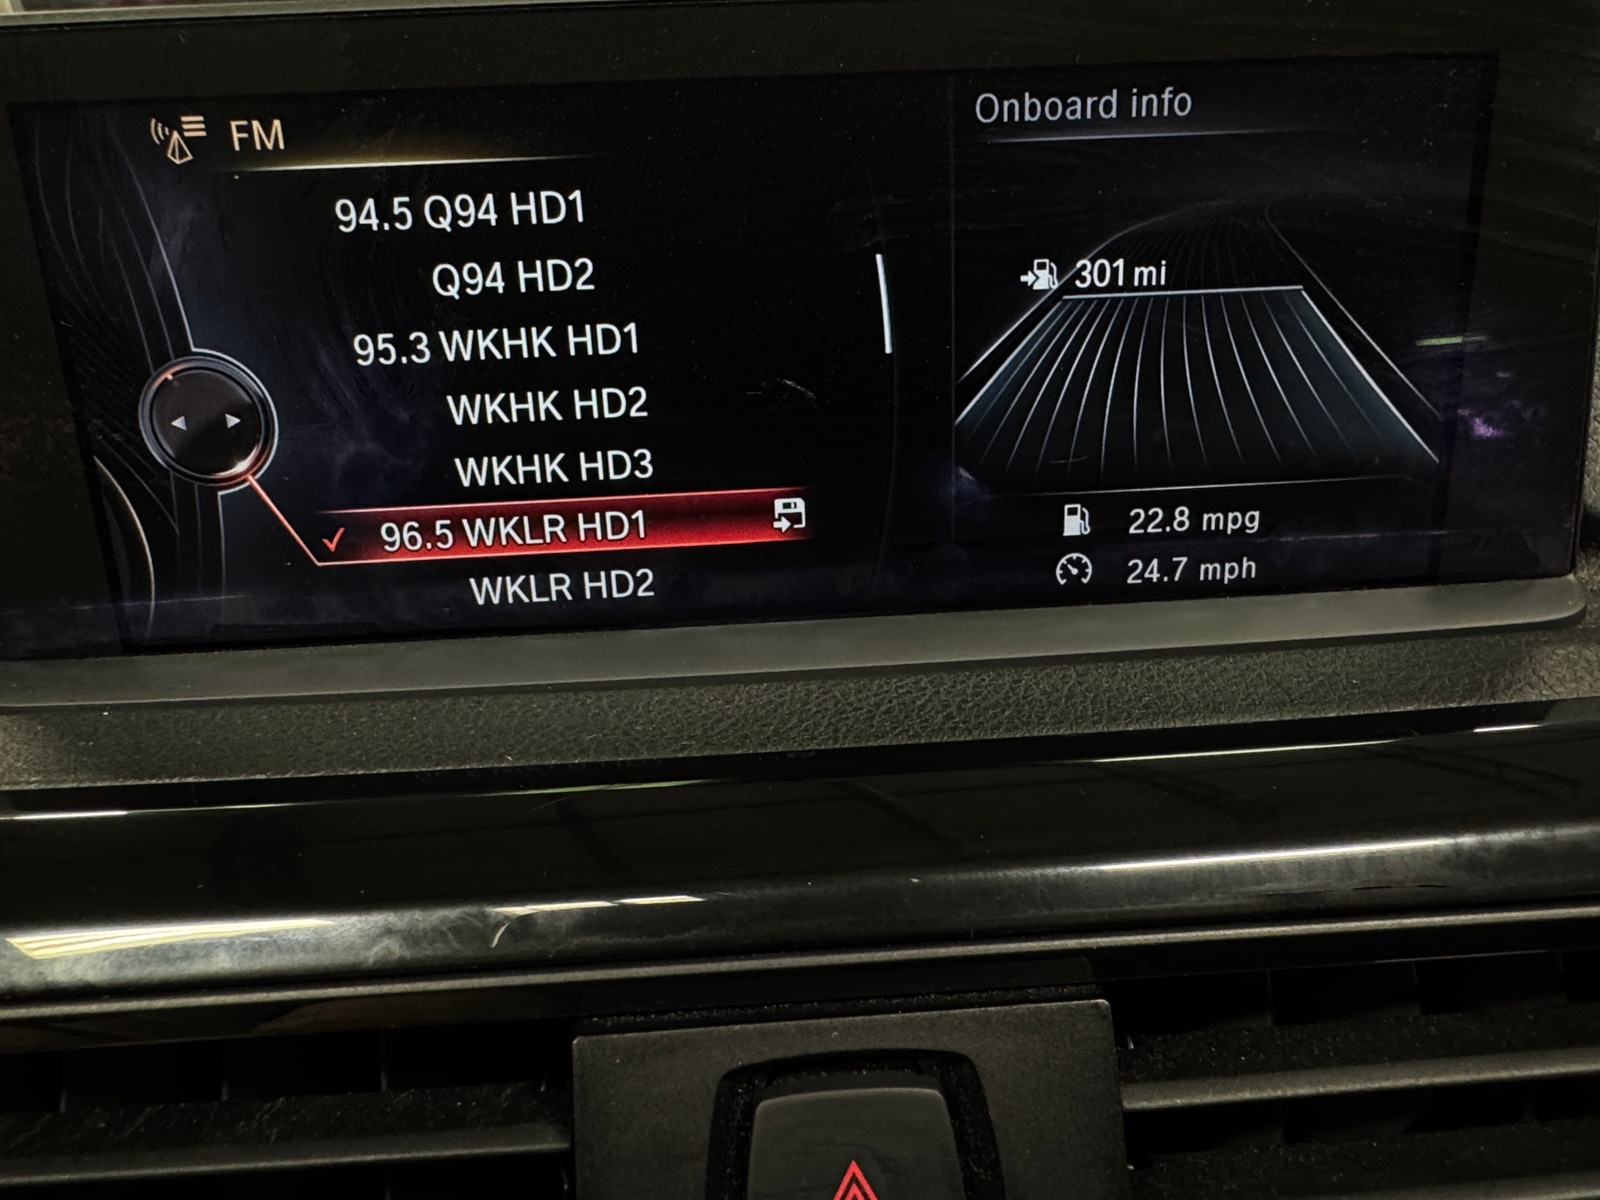 FM
94.5 Q94 HD1
Q94 HD2
95.3 WKHK HD1
WKHK HD2
WKHK HD3
96.5 WKLR HD1
WKLR HD2
Onboard info
301 mi
22.8 mpg
24.7 mph